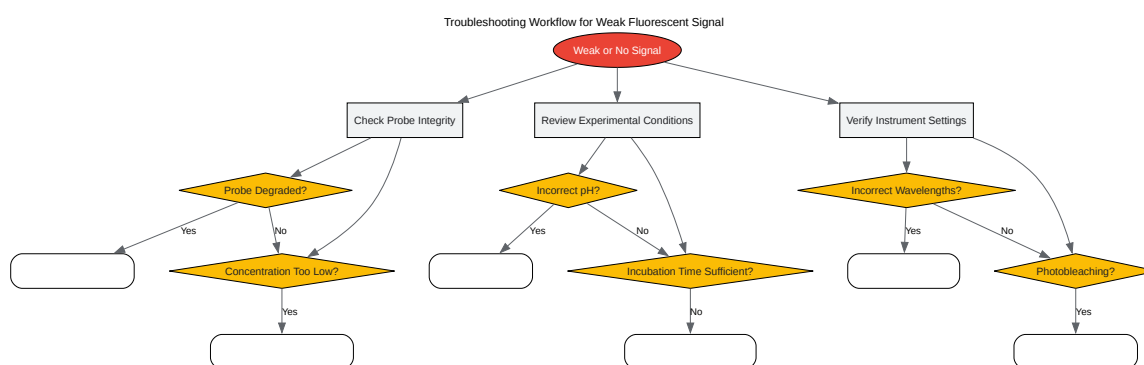 Troubleshooting Workflow for Weak Fluorescent Signal
Weak or No Signal
Check Probe Integrity
Review Experimental Conditions
Verify Instrument Settings
Probe Degraded?
Incorrect pH?
Incorrect Wavelengths?
Yes
No
Yes
No
Yes
No
Concentration Too Low?
Incubation Time Sufficient?
Photobleaching?
Yes
No
Yes